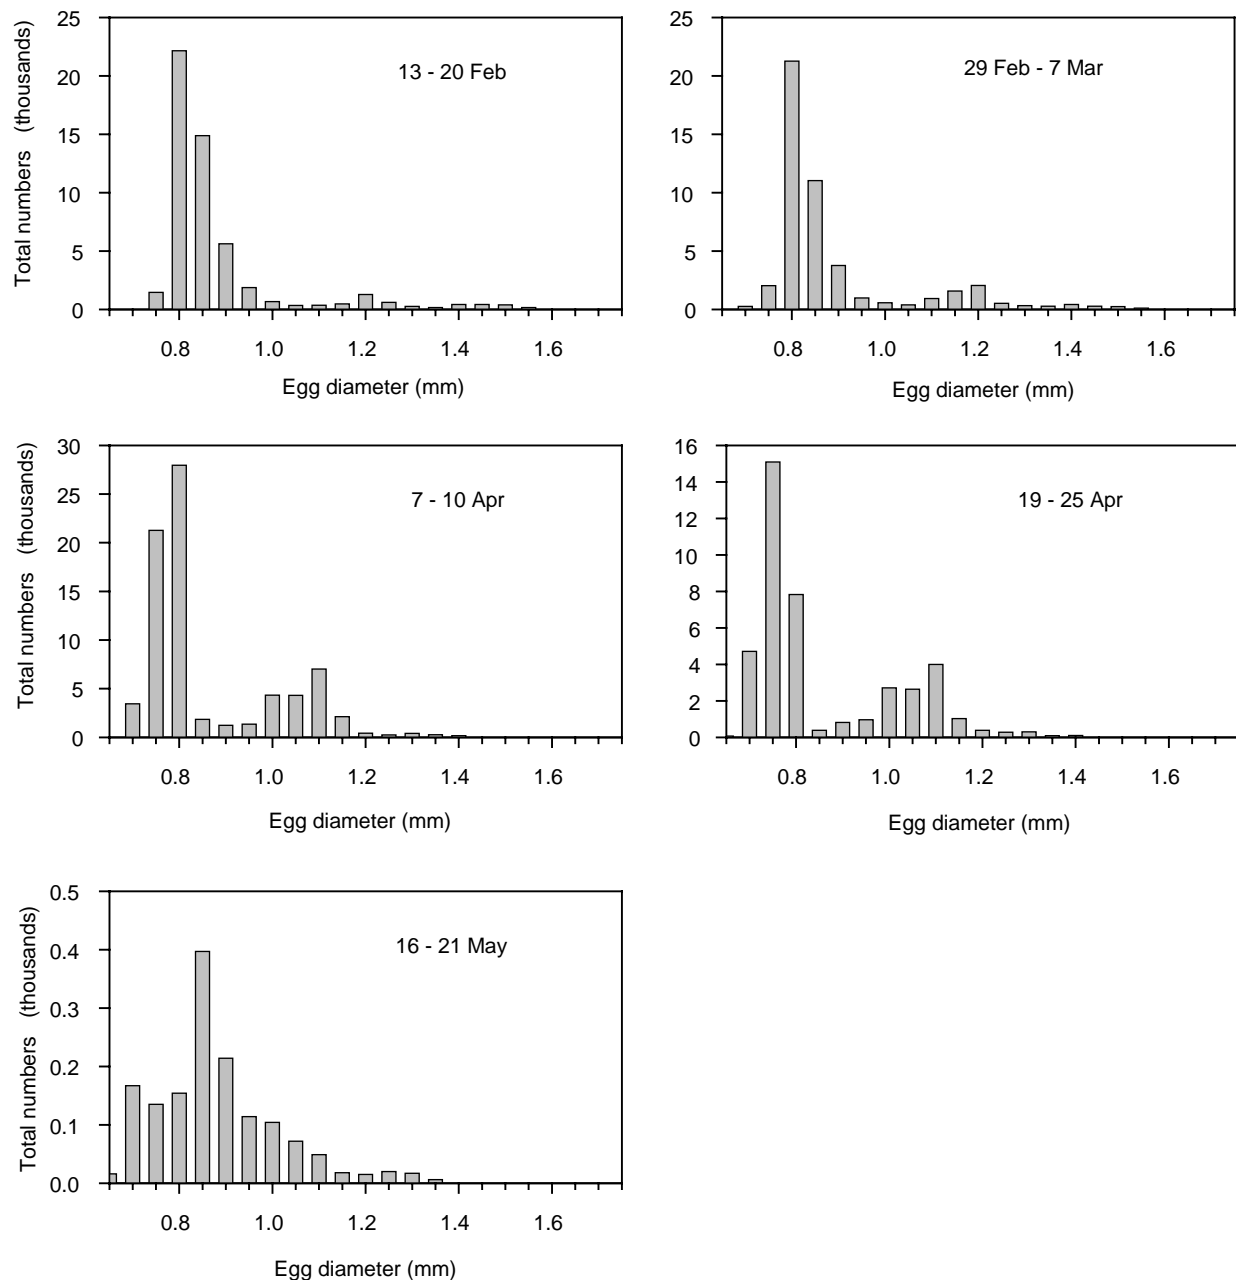 25
20
15
10
5
0
Total numbers (thousands)
13 - 20 Feb
0.8 1.0 1.2 1.4 1.6
Egg diameter (mm)
25
20
15
10
5
0
29 Feb - 7 Mar
0.8 1.0 1.2 1.4 1.6
Egg diameter (mm)
30
25
20
15
10
5
0
Total numbers (thousands)
7 - 10 Apr
0.8 1.0 1.2 1.4 1.6
Egg diameter (mm)
16
14
12
10
8
6
4
2
0
19 - 25 Apr
0.8 1.0 1.2 1.4 1.6
Egg diameter (mm)
0.5
0.4
0.3
0.2
0.1
0.0
Total numbers (thousands)
16 - 21 May
0.8 1.0 1.2 1.4 1.6
Egg diameter (mm)